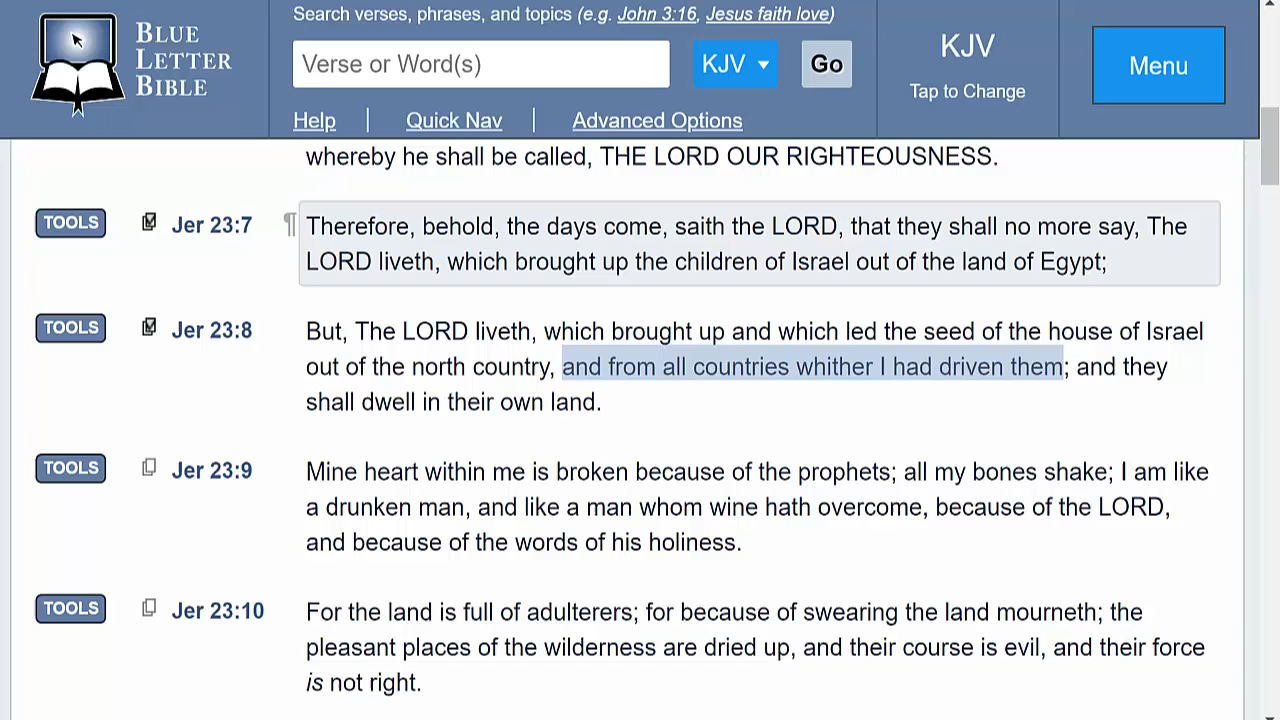 Search verses, phrases, and topics (e.g. John 3:16, Jesus faith love)
BLUE
LETTER
BIBLE
Verse or Word(s)
KJV
Go
KJV
Tap to Change
Menu
Help | Quick Nav | Advanced Options
whereby he shall be called, THE LORD OUR RIGHTEOUSNESS.
TOOLS Jer 23:7 ¶ Therefore, behold, the days come, saith the LORD, that they shall no more say, The
LORD liveth, which brought up the children of Israel out of the land of Egypt;
TOOLS Jer 23:8 But, The LORD liveth, which brought up and which led the seed of the house of Israel
out of the north country, and from all countries whither I had driven them; and they
shall dwell in their own land.
TOOLS Jer 23:9 Mine heart within me is broken because of the prophets; all my bones shake; I am like
a drunken man, and like a man whom wine hath overcome, because of the LORD,
and because of the words of his holiness.
TOOLS Jer 23:10 For the land is full of adulterers; for because of swearing the land mourneth; the
pleasant places of the wilderness are dried up, and their course is evil, and their force
is not right.